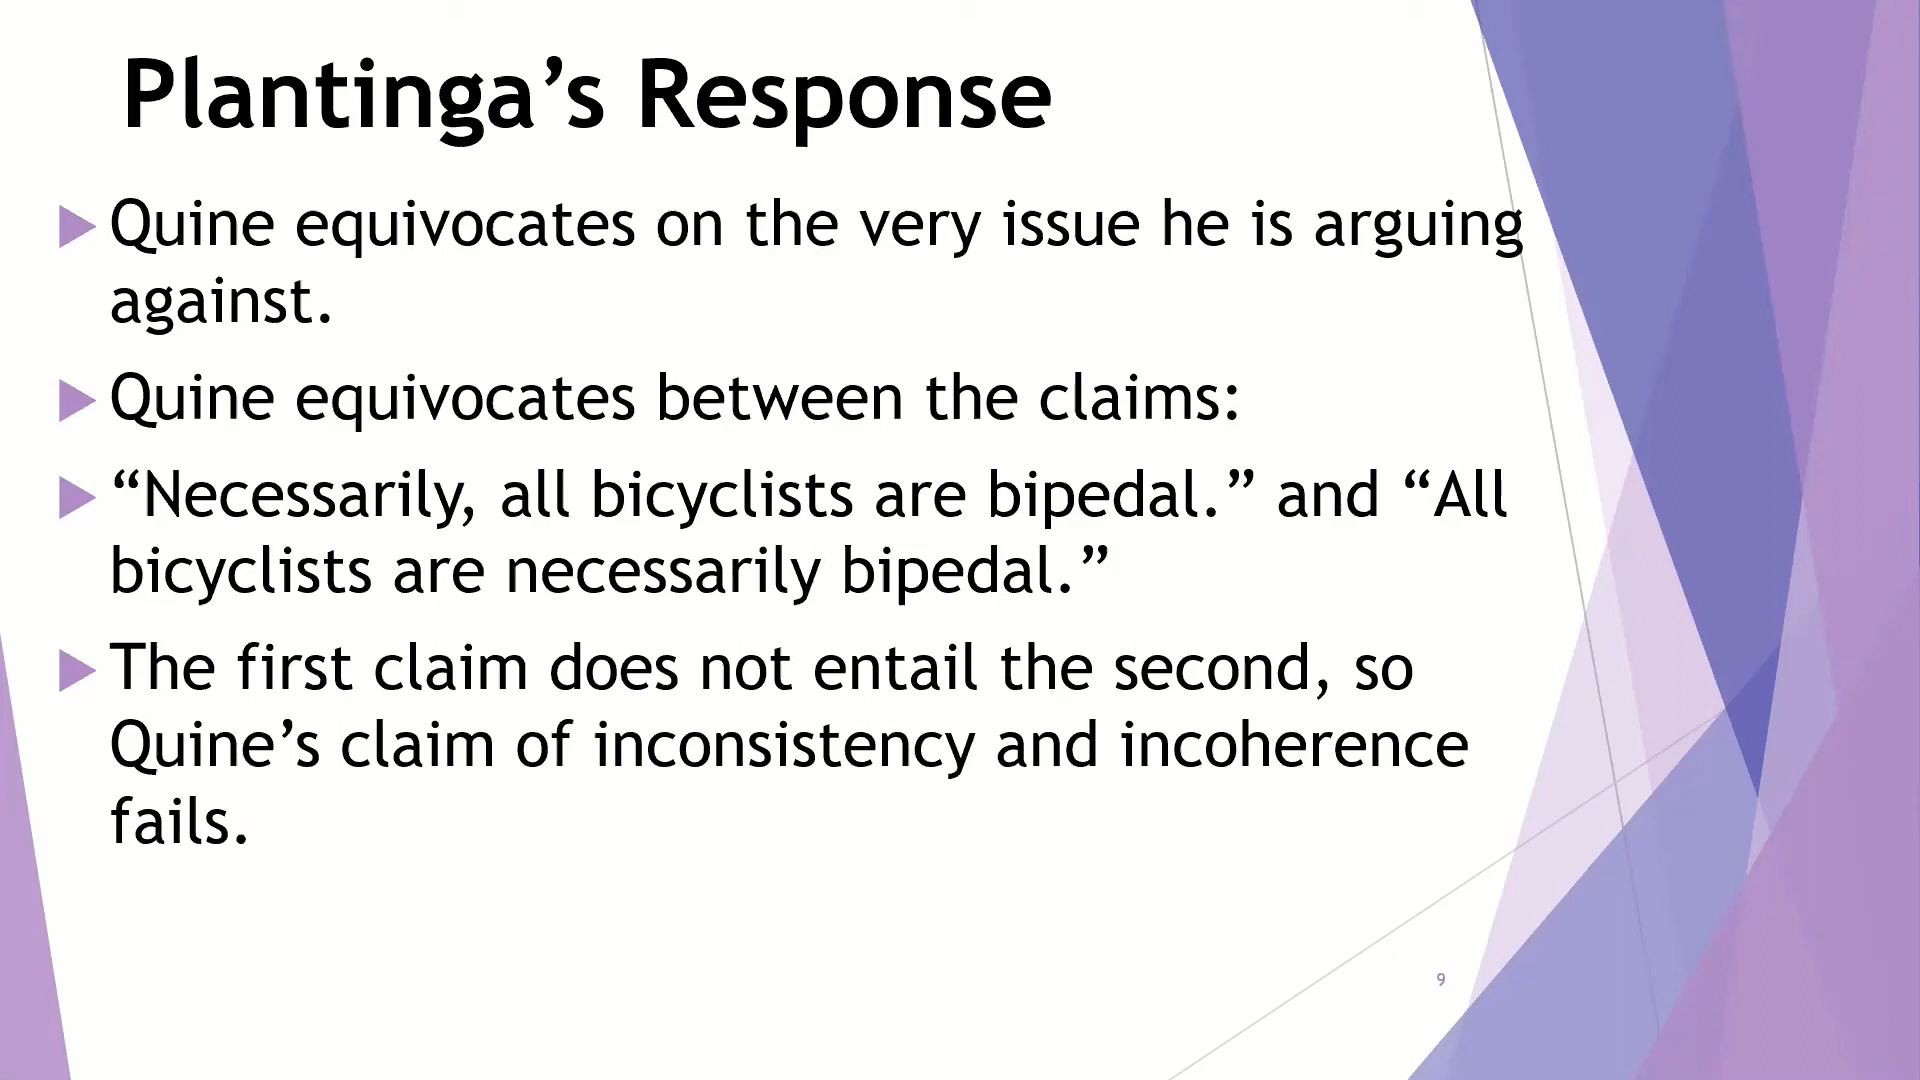 Plantinga’s Response
Quine equivocates on the very issue he is arguing
against.
Quine equivocates between the claims:
“Necessarily, all bicyclists are bipedal.” and “All
bicyclists are necessarily bipedal.”
The first claim does not entail the second, so
Quine’s claim of inconsistency and incoherence
fails.
9